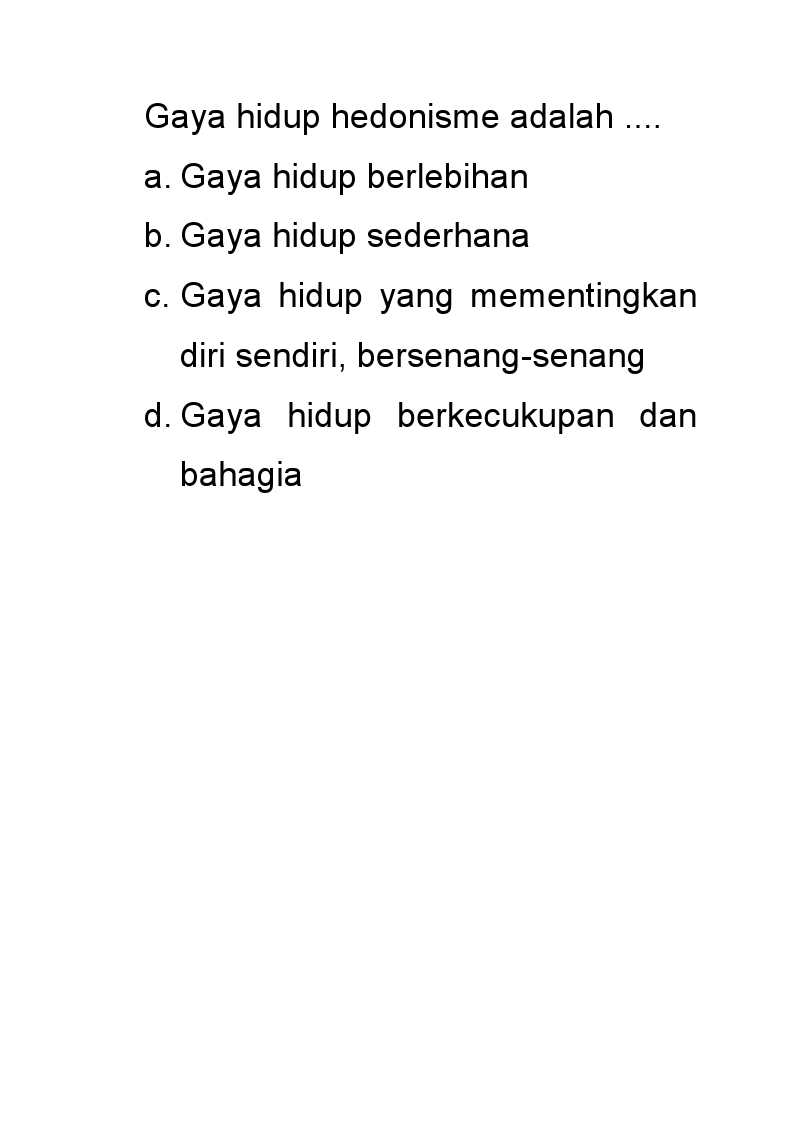 Gaya hidup hedonisme adalah ....
a. Gaya hidup berlebihan
b. Gaya hidup sederhana
c. Gaya hidup yang mementingkan
diri sendiri, bersenang-senang
d. Gaya hidup berkecukupan dan
bahagia